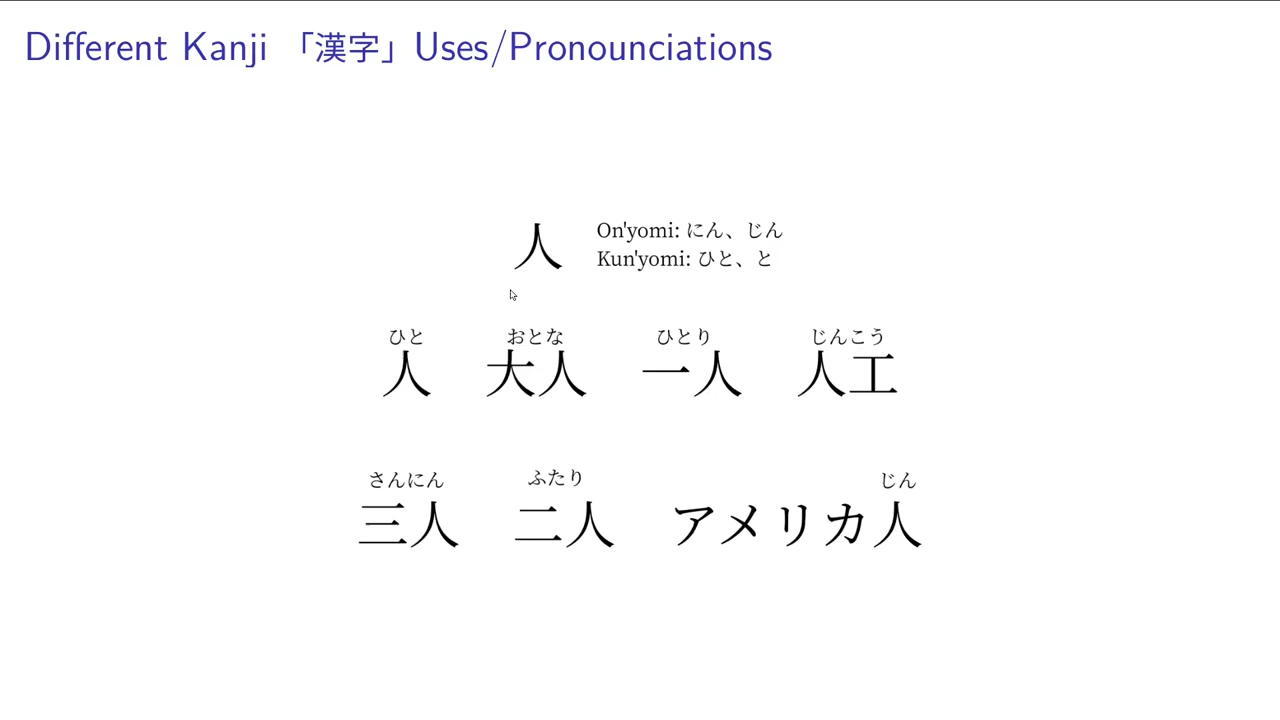 Different Kanji 「漢字」 Uses/Pronounciations
人
On'yomi: にん、じん
Kun'yomi: ひと、と
ひと おとな ひとり じんこう
人 大人 一人 人工
さんにん ふたり じん
三人 二人 アメリカ人